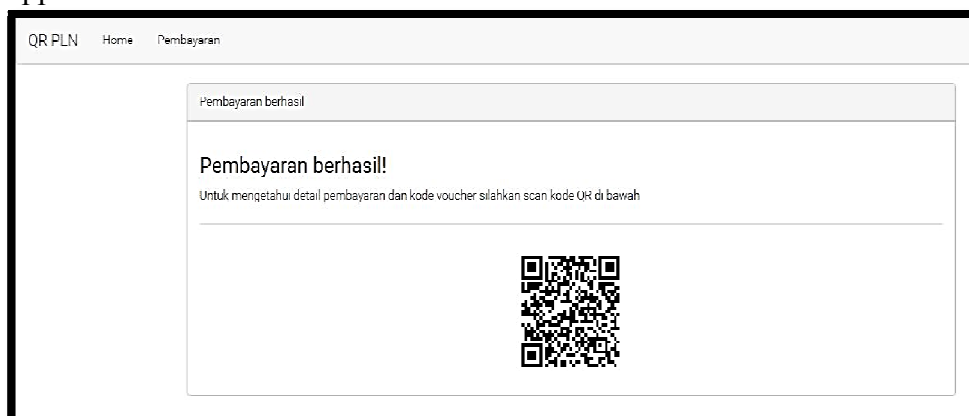 QR PLN Home Pembayaran
Pembayaran berhasil
Pembayaran berhasil!
Untuk mengetahui detail pembayaran dan kode voucher silahkan scan kode QR di bawah